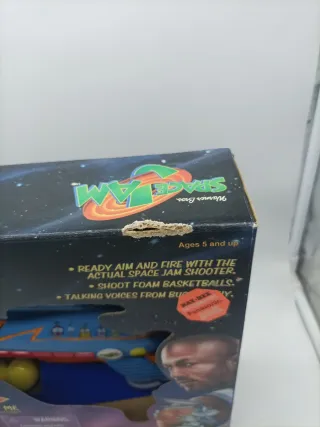 Warner Bros.
SPACE JAM
Ages 5 and up
• READY AIM AND FIRE WITH THE
ACTUAL SPACE JAM SHOOTER.
• SHOOT FOAM BASKETBALLS.
• TALKING VOICES FROM
WARNING